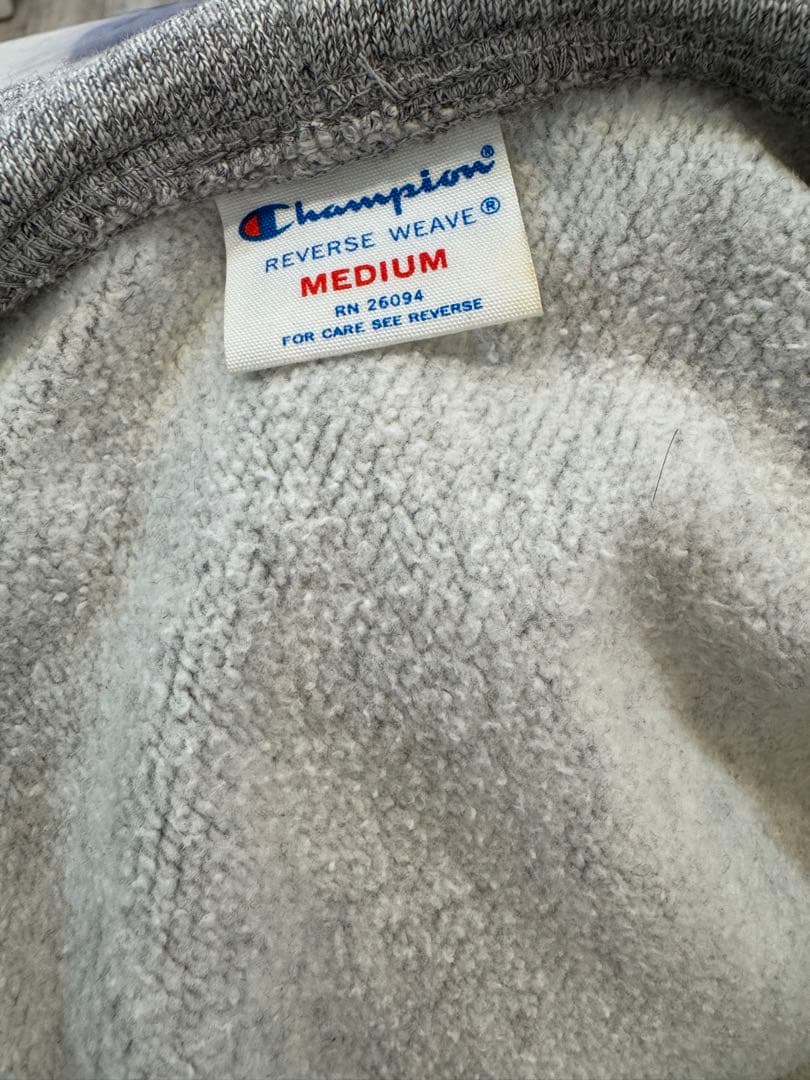 Champion®
REVERSE WEAVE®
MEDIUM
RN 26094
FOR CARE SEE REVERSE